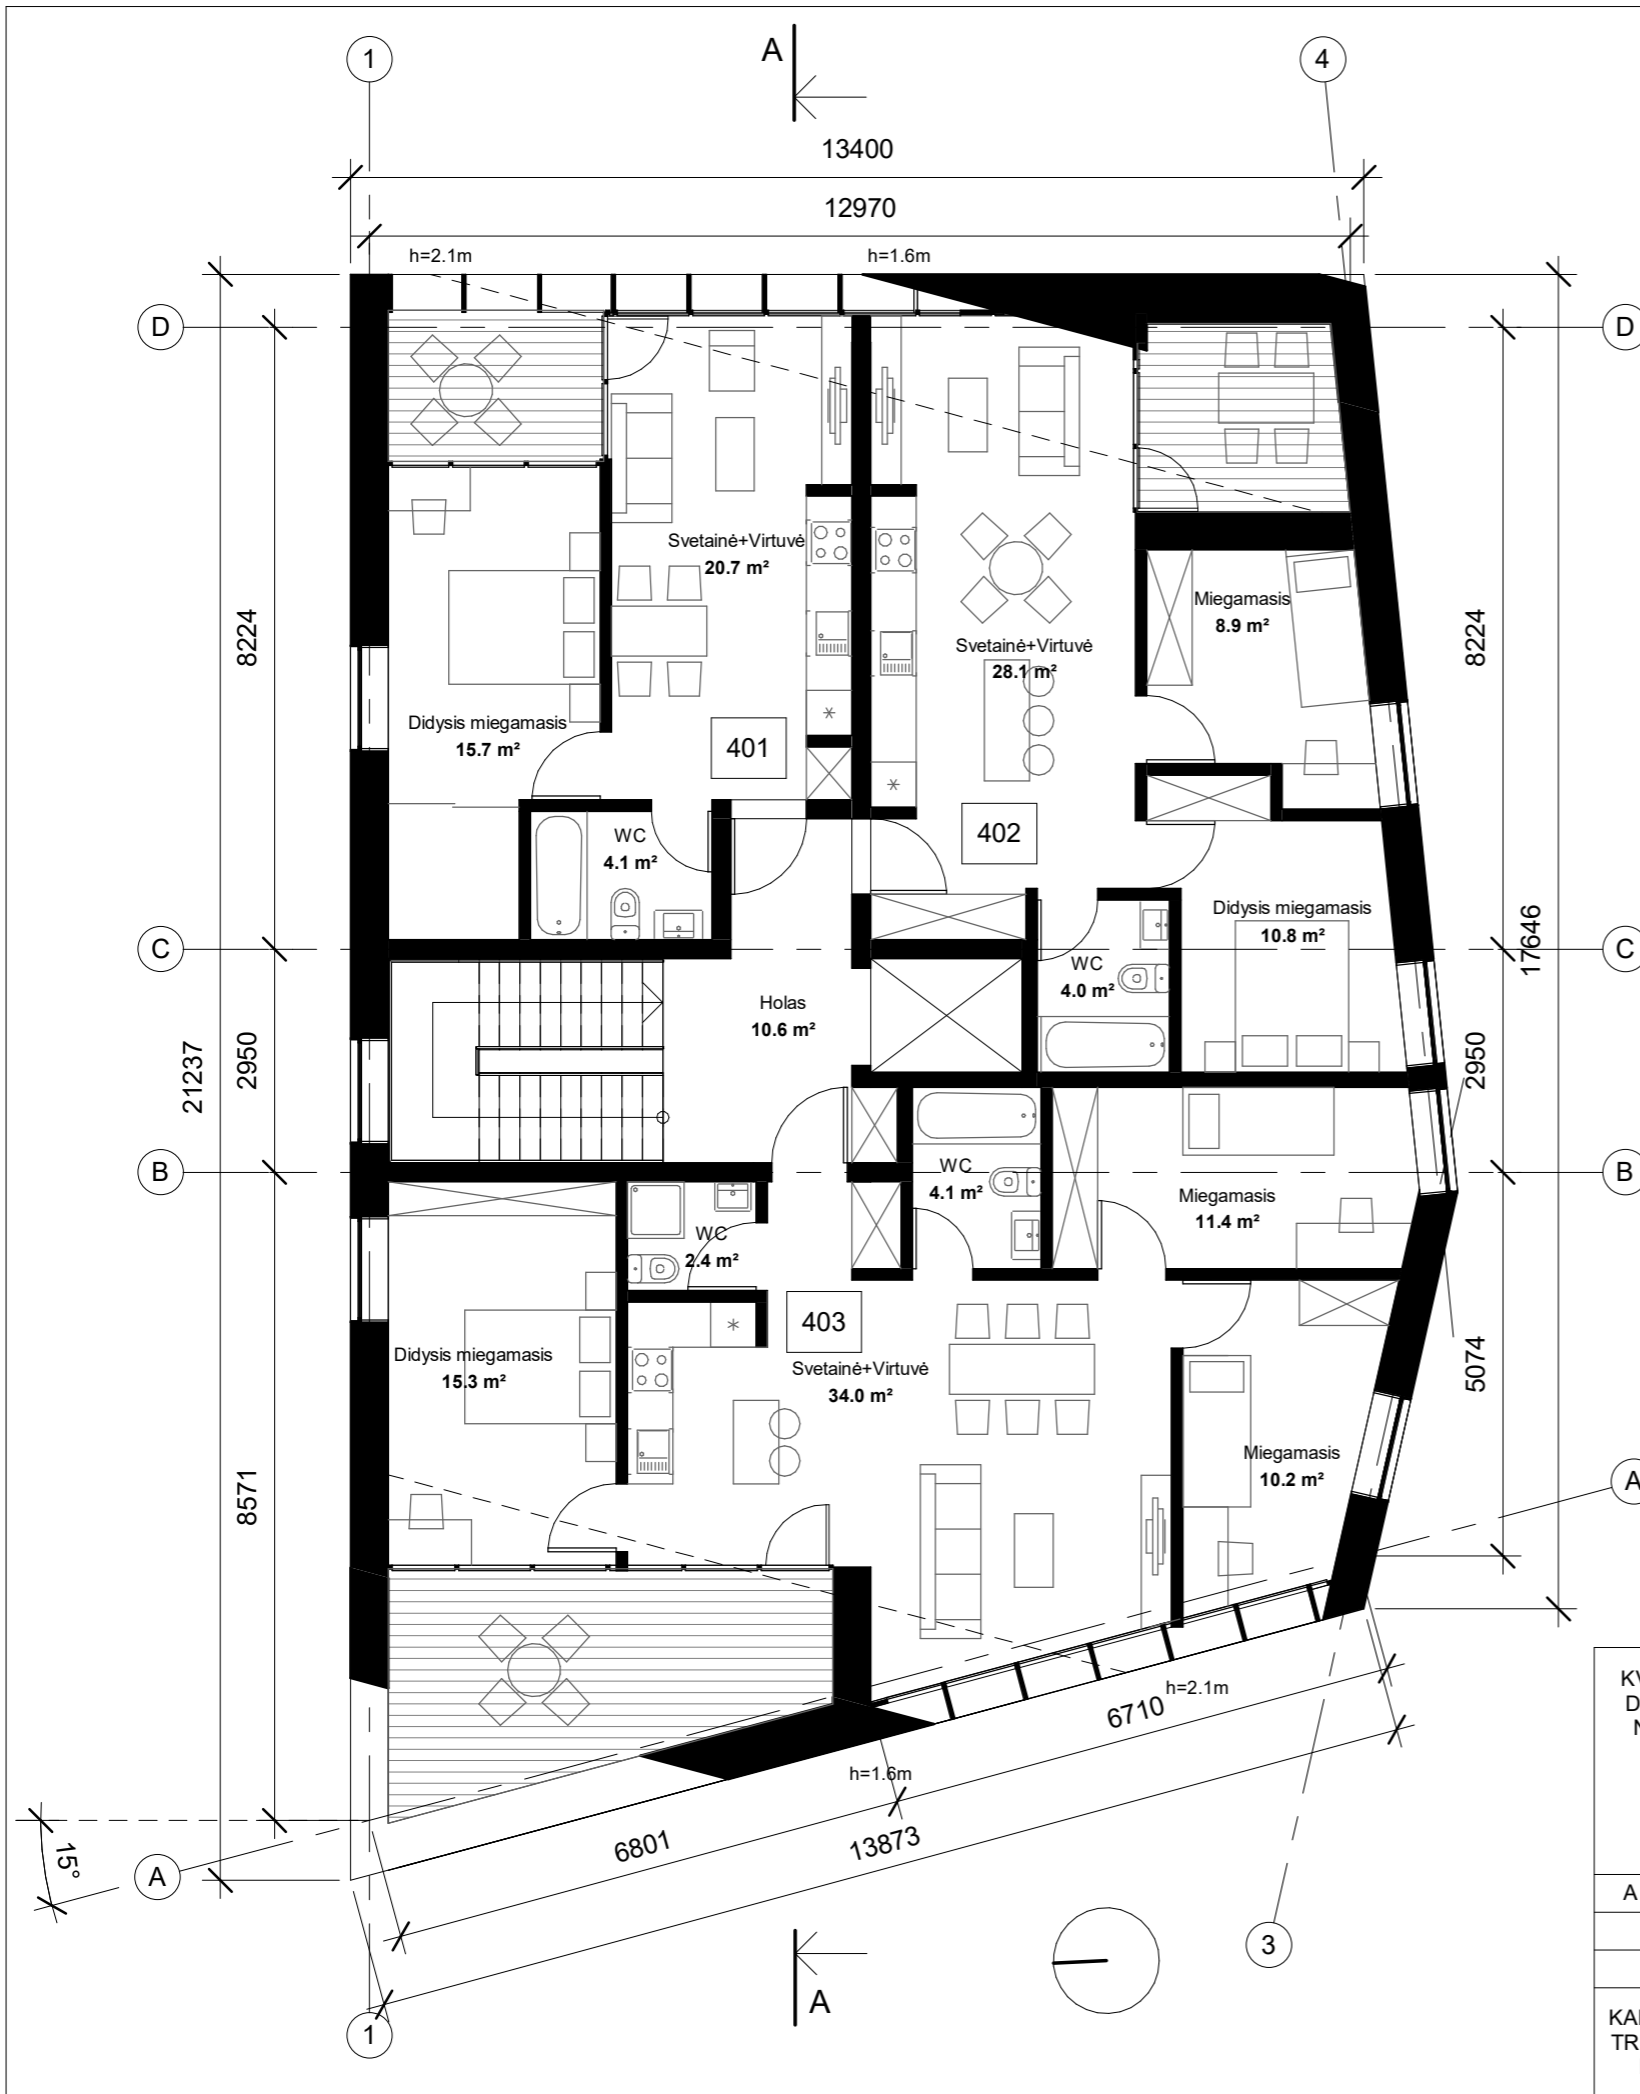 1
A
4
13400
12970
h=2.1m
h=1.6m
D
D
Svetainė+Virtuvė
20.7 m²
Miegamasis
8.9 m²
8224
8224
Svetainė+Virtuvė
28.1 m²
Didysis miegamasis
15.7 m²
401
402
WC
4.1 m²
Didysis miegamasis
10.8 m²
17646
C
C
WC
4.0 m²
Holas
10.6 m²
21237
2950
2950
B
B
WC
4.1 m²
Miegamasis
11.4 m²
WC
2.4 m²
403
Didysis miegamasis
15.3 m²
Svetainė+Virtuvė
34.0 m²
5074
Miegamasis
10.2 m²
A
8571
h=2.1m
6710
h=1.6m
6801
13873
15°
A
3
A
1
KV
D
N
A
KAI
TR